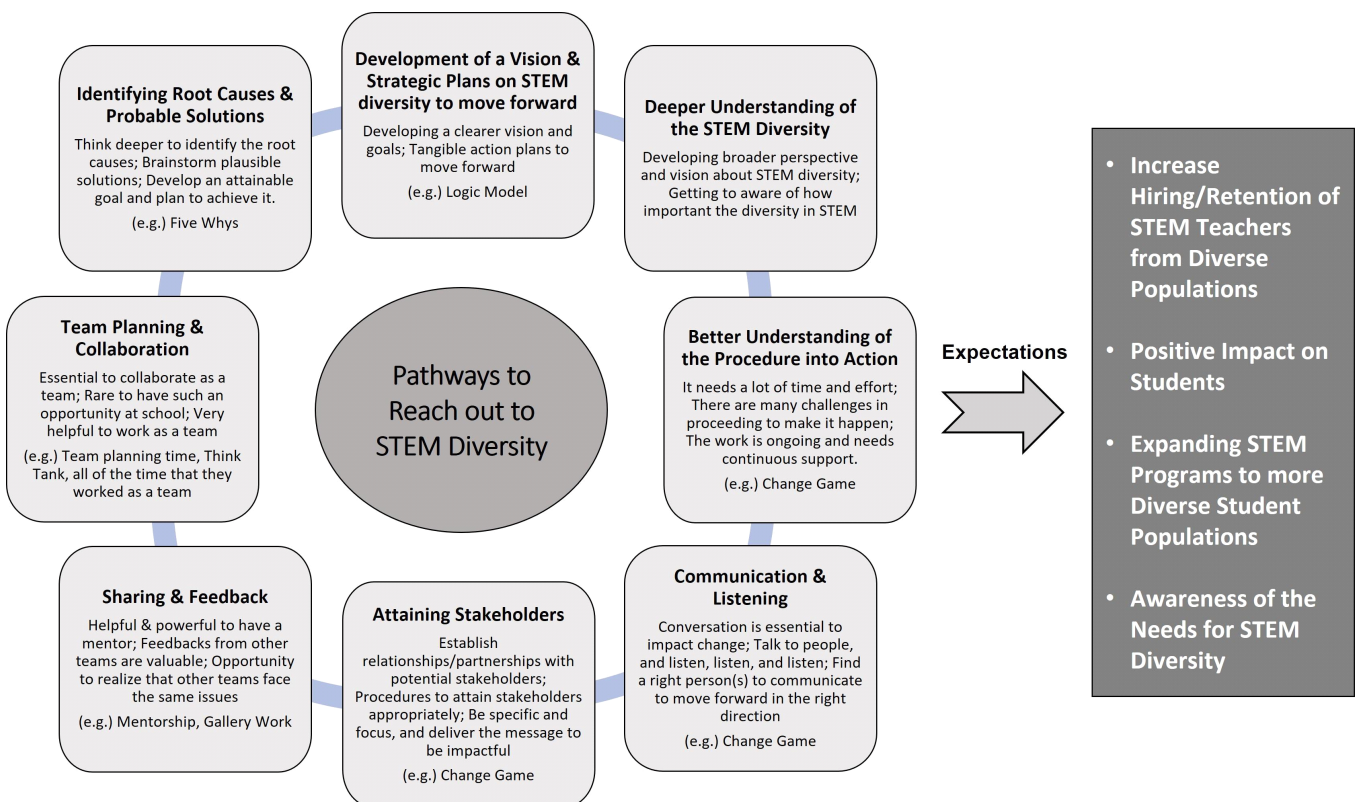 Development of a Vision &
Strategic Plans on STEM
diversity to move forward
Developing a clearer vision and
goals; Tangible action plans to
move forward
(e.g.) Logic Model
Deeper Understanding of
the STEM Diversity
Developing broader perspective
and vision about STEM diversity;
Getting to aware of how
important the diversity in STEM
Better Understanding of
the Procedure into Action
It needs a lot of time and effort;
There are many challenges in
proceeding to make it happen;
The work is ongoing and needs
continuous support.
(e.g.) Change Game
Communication &
Listening
Conversation is essential to
impact change; Talk to people,
and listen, listen, and listen; Find
a right person(s) to communicate
to move forward in the right
direction
(e.g.) Change Game
Attaining Stakeholders
Establish
relationships/partnerships with
potential stakeholders;
Procedures to attain stakeholders
appropriately; Be specific and
focus, and deliver the message to
be impactful
(e.g.) Change Game
Sharing & Feedback
Helpful & powerful to have a
mentor; Feedbacks from other
teams are valuable; Opportunity
to realize that other teams face
the same issues
(e.g.) Mentorship, Gallery Work
Team Planning &
Collaboration
Essential to collaborate as a
team; Rare to have such an
opportunity at school; Very
helpful to work as a team
(e.g.) Team planning time, Think
Tank, all of the time that they
worked as a team
Identifying Root Causes &
Probable Solutions
Think deeper to identify the root
causes; Brainstorm plausible
solutions; Develop an attainable
goal and plan to achieve it.
(e.g.) Five Whys
Pathways to
Reach out to
STEM Diversity
Expectations
• Increase
Hiring/Retention of
STEM Teachers
from Diverse
Populations
• Positive Impact on
Students
• Expanding STEM
Programs to more
Diverse Student
Populations
• Awareness of the
Needs for STEM
Diversity